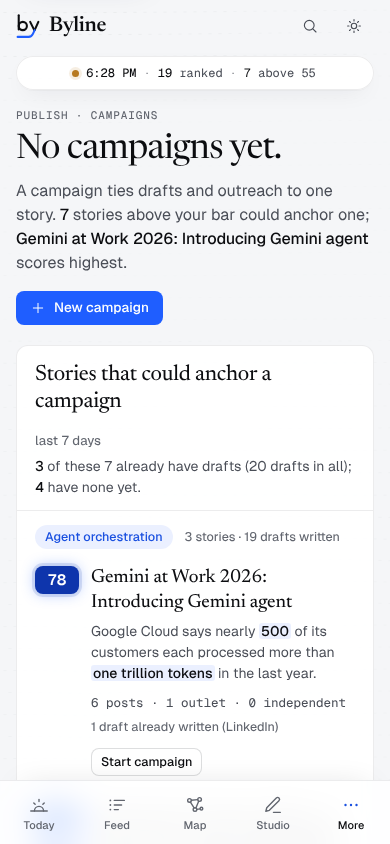 by Byline
6:28 PM · 19 ranked · 7 above 55
PUBLISH · CAMPAIGNS
No campaigns yet.
A campaign ties drafts and outreach to one
story. 7 stories above your bar could anchor one;
Gemini at Work 2026: Introducing Gemini agent
scores highest.
+ New campaign
Stories that could anchor a
campaign
last 7 days
3 of these 7 already have drafts (20 drafts in all);
4 have none yet.
Agent orchestration 3 stories · 19 drafts written
78 Gemini at Work 2026:
Introducing Gemini agent
Google Cloud says nearly 500 of its
customers each processed more than
one trillion tokens in the last year.
6 posts · 1 outlet · 0 independent
1 draft already written (LinkedIn)
Start campaign
Today Feed Map Studio More